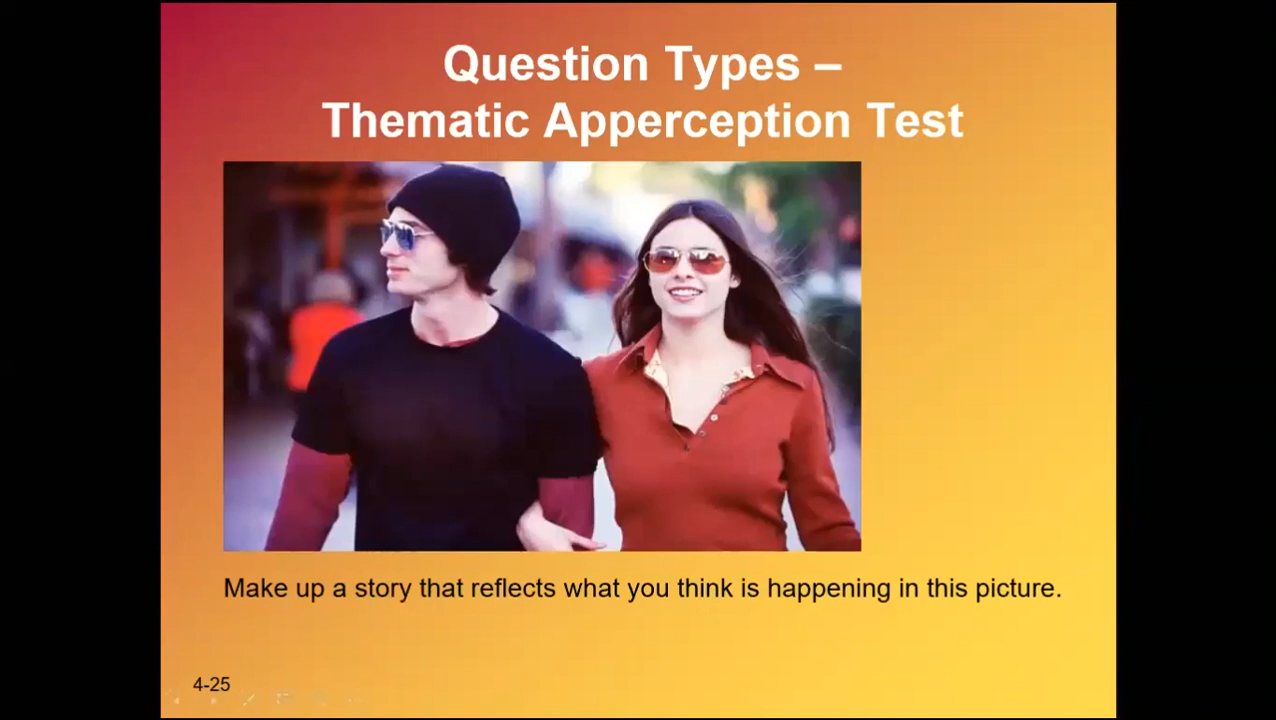 Question Types –
Thematic Apperception Test
Make up a story that reflects what you think is happening in this picture.
4-25